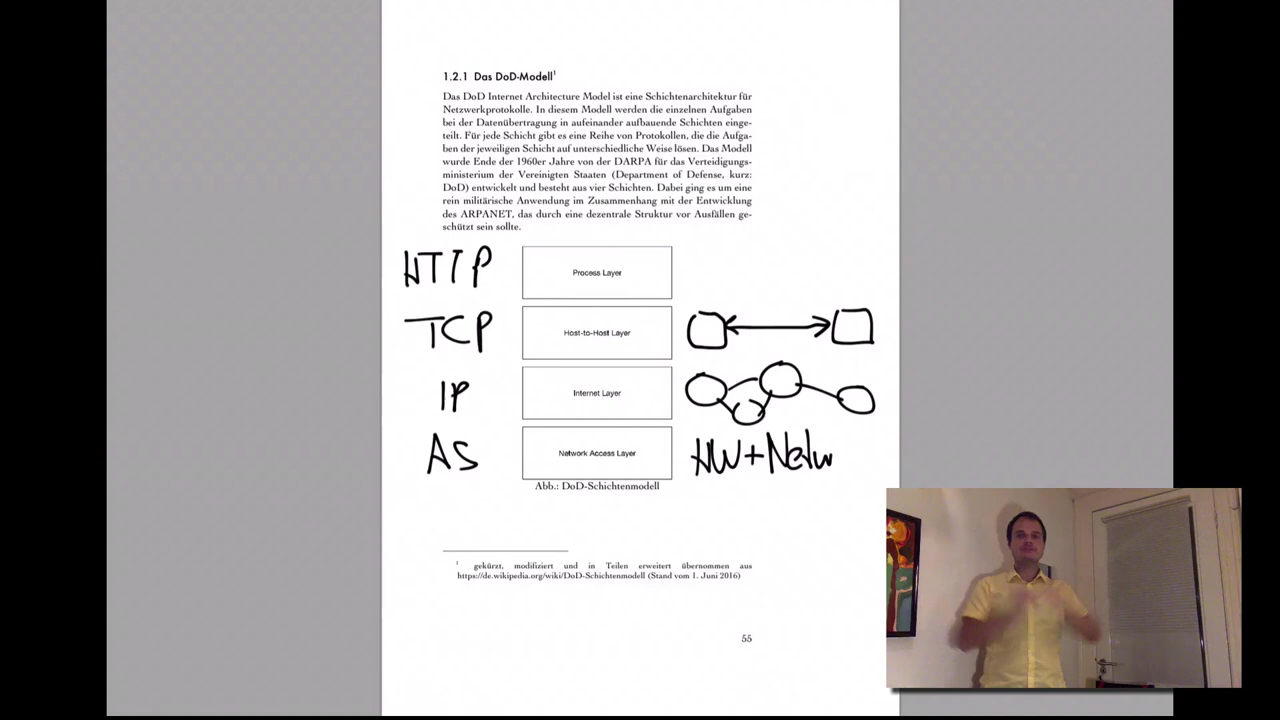 1.2.1 Das DoD-Modell¹
Das DoD Internet Architecture Model ist eine Schichtenarchitektur für
Netzwerkprotokolle. In diesem Modell werden die einzelnen Aufgaben
bei der Datenübertragung in aufeinander aufbauende Schichten einge-
teilt. Für jede Schicht gibt es eine Reihe von Protokollen, die die Aufga-
ben der jeweiligen Schicht auf unterschiedliche Weise lösen. Das Modell
wurde Ende der 1960er Jahre von der DARPA für das Verteidigungs-
ministerium der Vereinigten Staaten (Department of Defense, kurz:
DoD) entwickelt und besteht aus vier Schichten. Dabei ging es um eine
rein militärische Anwendung im Zusammenhang mit der Entwicklung
des ARPANET, das durch eine dezentrale Struktur vor Ausfällen ge-
schützt sein sollte.
HTTP Process Layer
TCP Host-to-Host Layer
IP Internet Layer
AS Network Access Layer HW+Netw
Abb.: DoD-Schichtenmodell
¹ gekürzt, modifiziert und in Teilen erweitert übernommen aus
https://de.wikipedia.org/wiki/DoD-Schichtenmodell (Stand vom 1. Juni 2016)
55